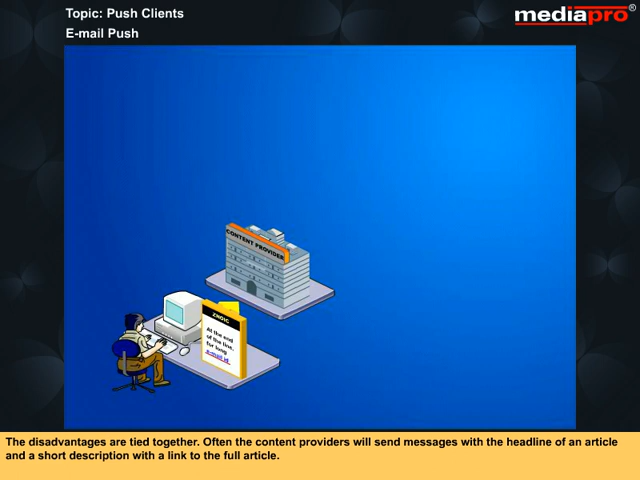 Topic: Push Clients
mediapro®
E-mail Push
CONTENT PROVIDER
At the end
of the line.
for long
e-mail id
The disadvantages are tied together. Often the content providers will send messages with the headline of an article
and a short description with a link to the full article.